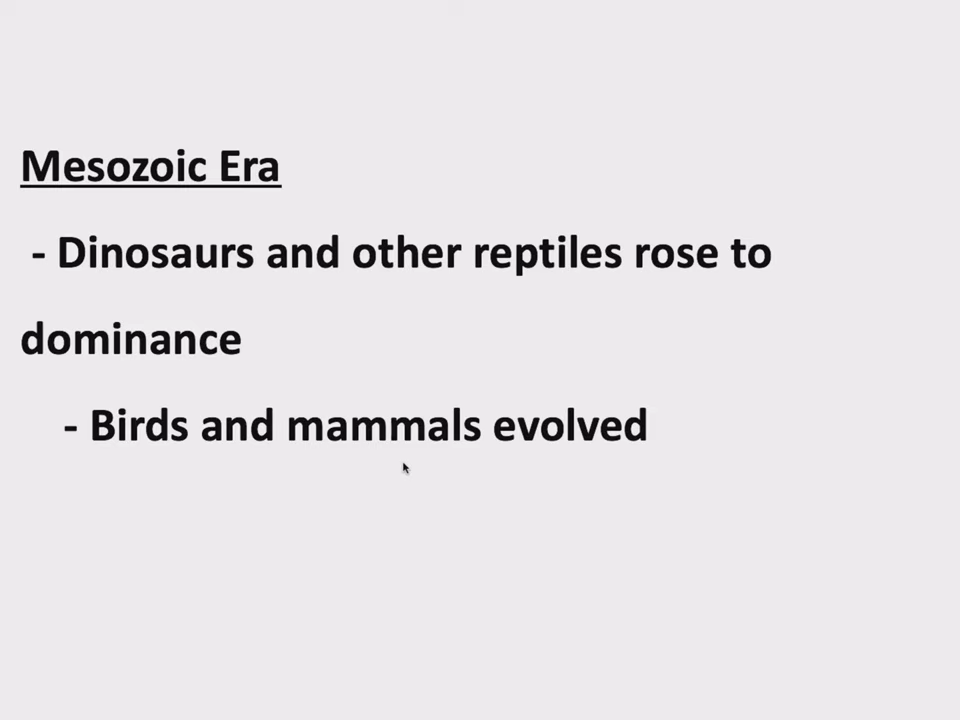 Mesozoic Era
- Dinosaurs and other reptiles rose to
dominance
- Birds and mammals evolved